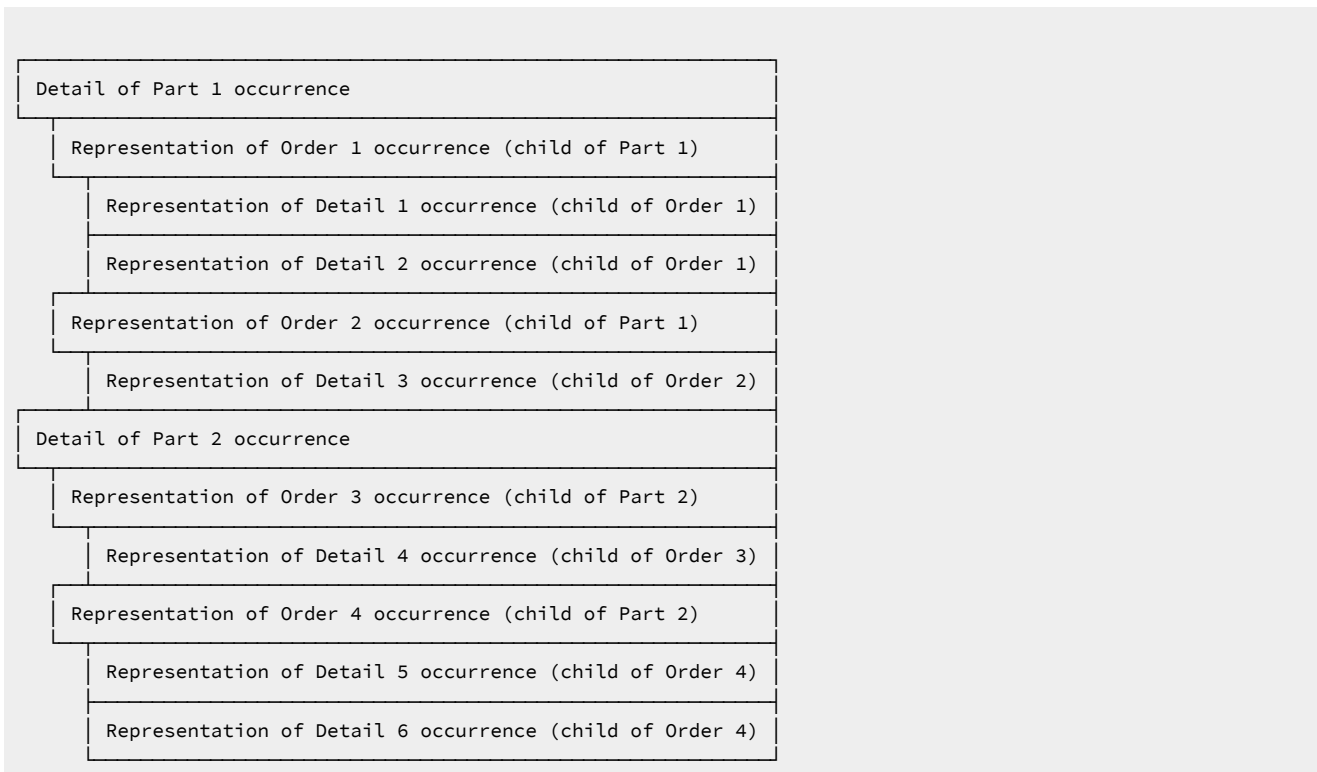 Detail of Part 1 occurrence
Representation of Order 1 occurrence (child of Part 1)
Representation of Detail 1 occurrence (child of Order 1)
Representation of Detail 2 occurrence (child of Order 1)
Representation of Order 2 occurrence (child of Part 1)
Representation of Detail 3 occurrence (child of Order 2)
Detail of Part 2 occurrence
Representation of Order 3 occurrence (child of Part 2)
Representation of Detail 4 occurrence (child of Order 3)
Representation of Order 4 occurrence (child of Part 2)
Representation of Detail 5 occurrence (child of Order 4)
Representation of Detail 6 occurrence (child of Order 4)